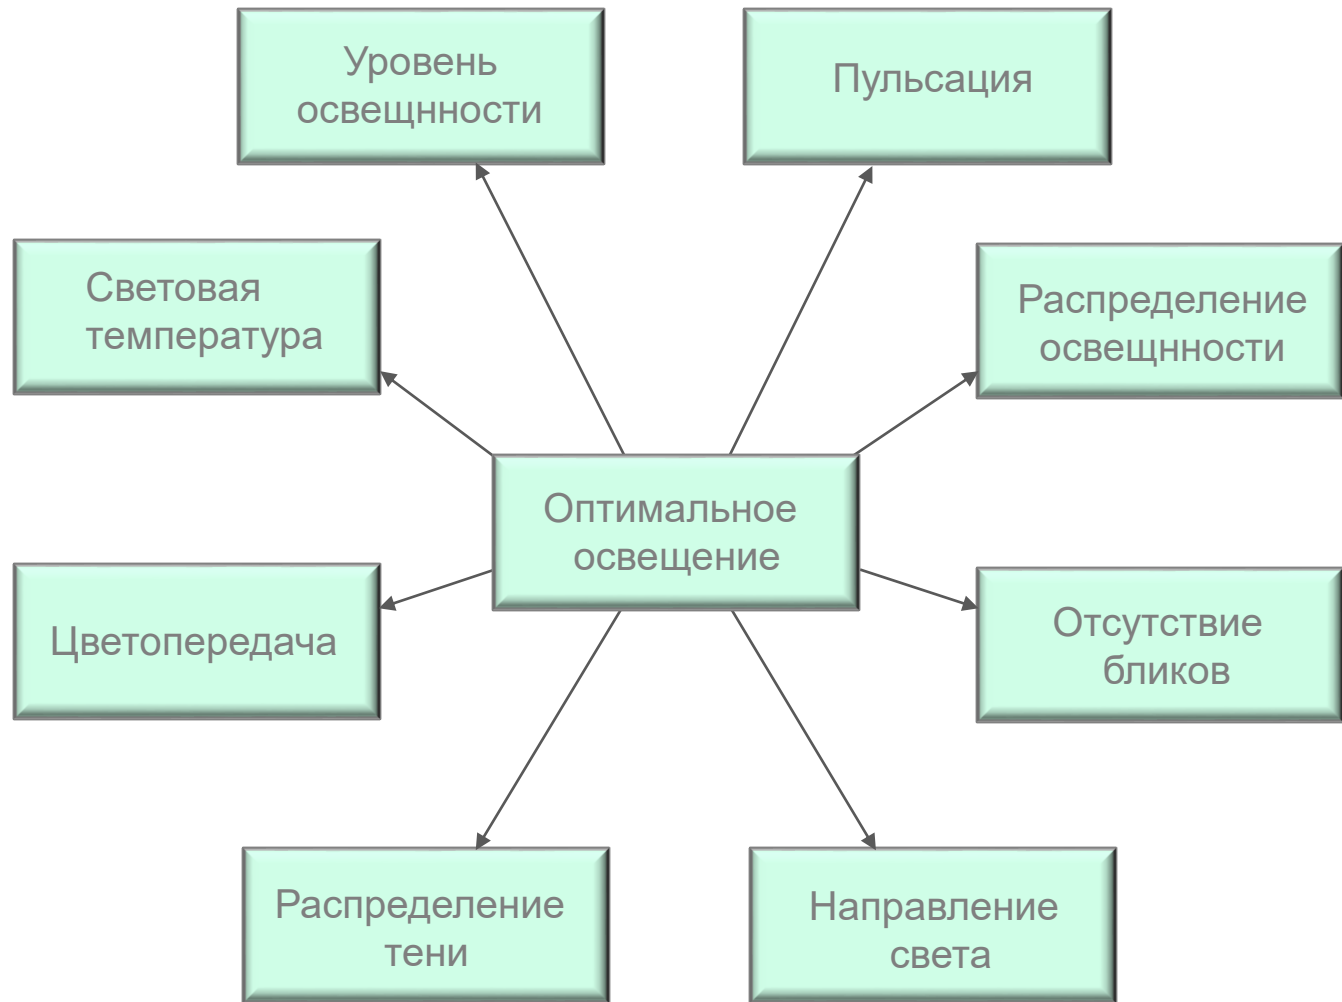 Уровень
освещнности
Пульсация
Световая
температура
Распределение
освещнности
Оптимальное
освещение
Цветопередача
Отсутствие
бликов
Распределение
тени
Направление
света